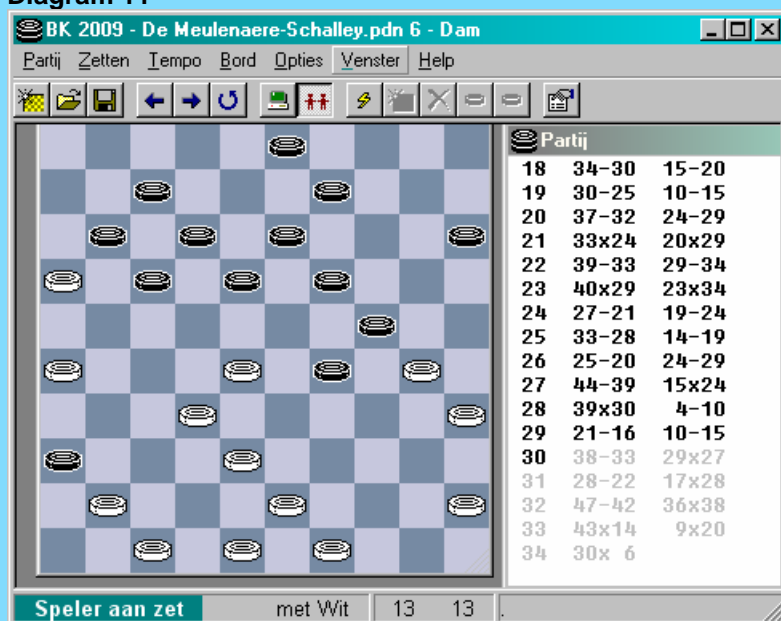 Diagram 11
BK 2009 - De Meulenaere-Schalley.pdn 6 - Dam
Partij Zetten Tempo Bord Opties Venster Help
Partij
18 34-30 15-20
19 30-25 10-15
20 37-32 24-29
21 33x24 20x29
22 39-33 29-34
23 40x29 23x34
24 27-21 19-24
25 33-28 14-19
26 25-20 24-29
27 44-39 15x24
28 39x30 4-10
29 21-16 10-15
30 38-33 29x27
31 28-22 17x28
32 47-42 36x38
33 43x14 9x20
34 30x 6
Speler aan zet met Wit 13 13 .